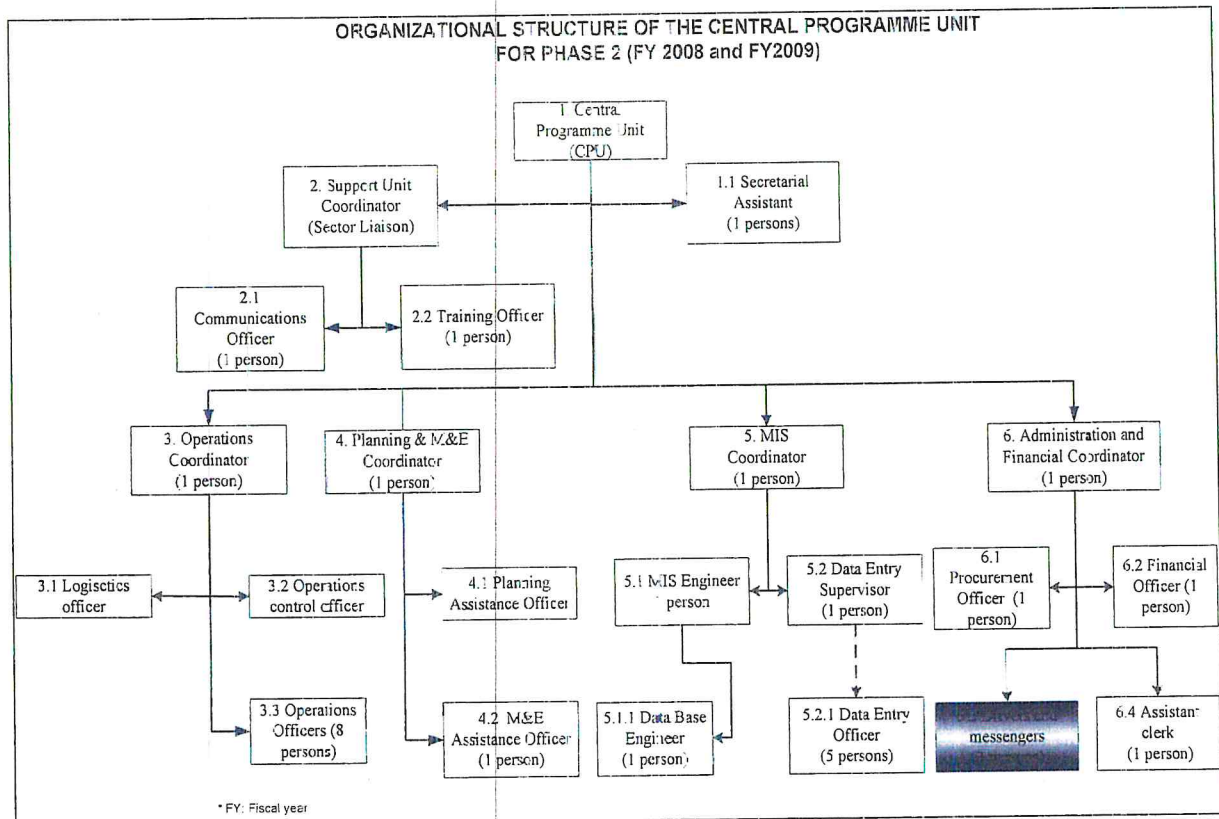 ORGANIZATIONAL STRUCTURE OF THE CENTRAL PROGRAMME UNIT
FOR PHASE 2 (FY 2008 and FY2009)
1. Central
Programme Unit
(CPU)
2. Support Unit
Coordinator
(Sector Liaison)
1.1 Secretarial
Assistant
(1 persons)
2.1
Communications
Officer
(1 person)
2.2 Training Officer
(1 person)
3. Operations
Coordinator
(1 person)
4. Planning & M&E
Coordinator
(1 person)
5. MIS
Coordinator
(1 person)
6. Administration and
Financial Coordinator
(1 person)
3.1 Logisctics
officer
3.2 Operations
control officer
4.1 Planning
Assistance Officer
5.1 MIS Engineer
person
5.2 Data Entry
Supervisor
(1 person)
6.1
Procurement
Officer (1
person)
6.2 Financial
Officer (1
person)
3.3 Operations
Officers (8
persons)
4.2 M&E
Assistance Officer
(1 person)
5.1.1 Data Base
Engineer
(1 person)
5.2.1 Data Entry
Officer
(5 persons)
messengers
6.4 Assistant
clerk
(1 person)
* FY: Fiscal year